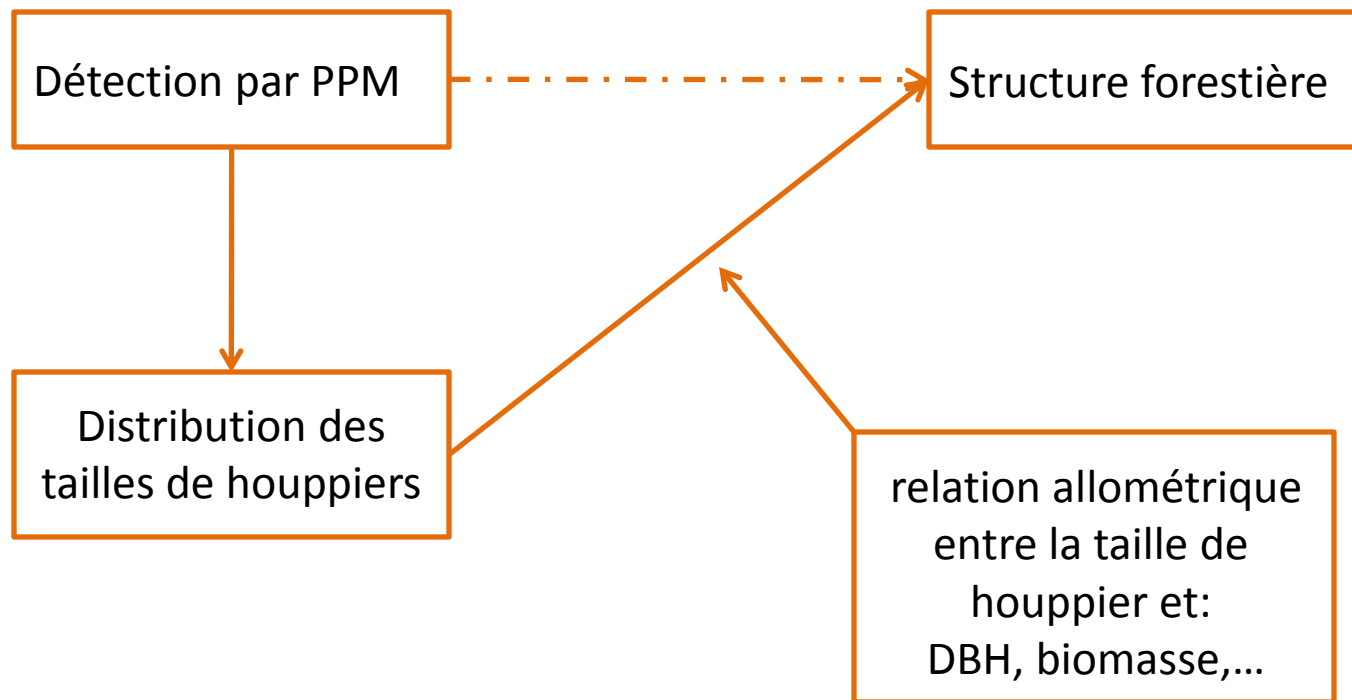 Détection par PPM
Structure forestière
Distribution des
tailles de houppiers
relation allométrique
entre la taille de
houppier et:
DBH, biomasse,...